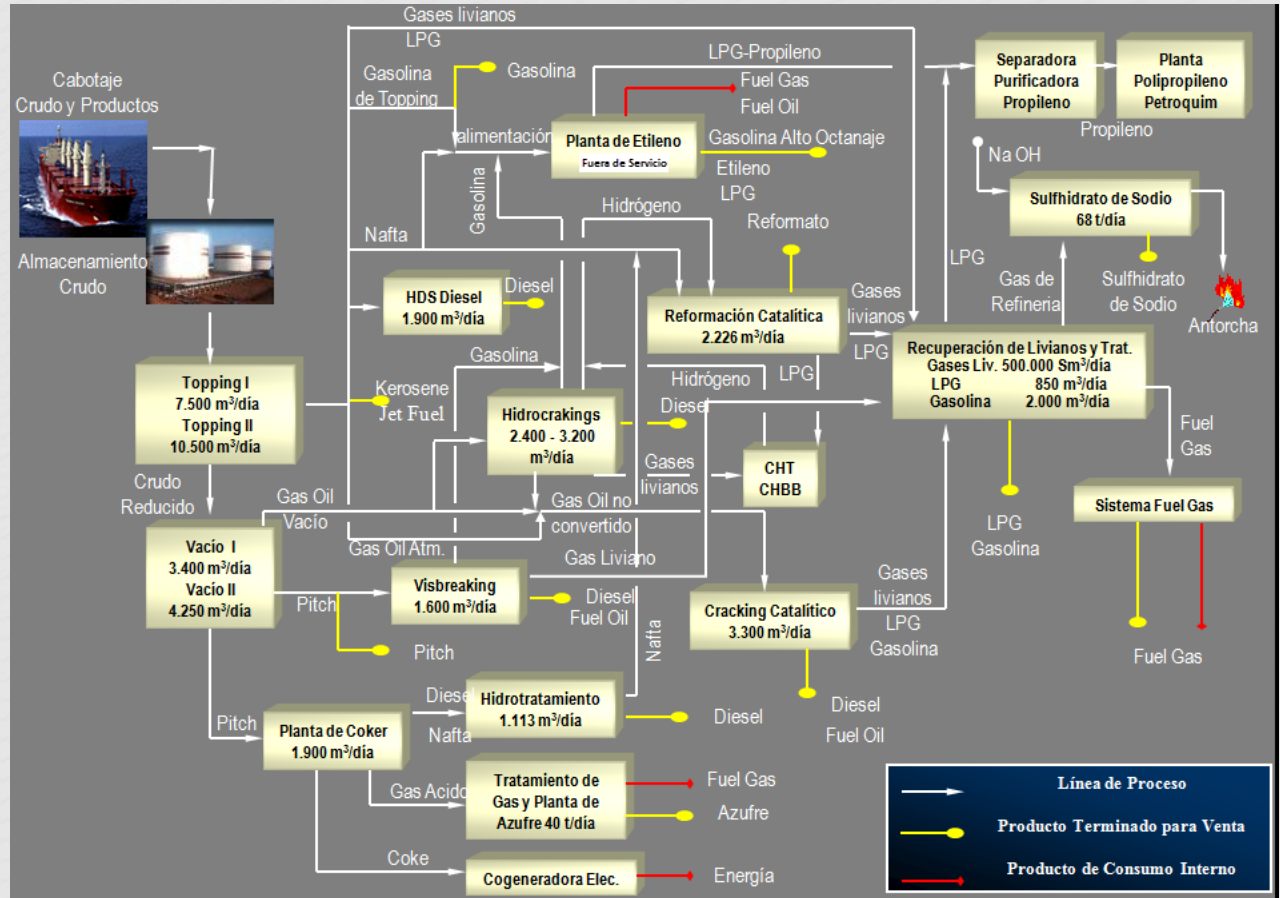 Gases livianos
LPG
Cabotaje
Crudo y Productos
Gasolina
de Topping
Gasolina
LPG-Propileno
Fuel Gas
Fuel Oil
Separadora
Purificadora
Propileno
Planta
Polipropileno
Petroquim
Propileno
alimentación
Planta de Etileno
Fuera de Servicio
Gasolina Alto Octanaje
Etileno
LPG
Na OH
Sulfhidrato de Sodio
68 t/día
Gasolina
Hidrógeno
Reformato
Nafta
Almacenamiento
Crudo
LPG
Gas de
Refineria
Sulfhidrato
de Sodio
Antorcha
HDS Diesel
1.900 m³/día
Diesel
Reformación Catalítica
2.226 m³/día
Gases
livianos
LPG
Recuperación de Livianos y Trat.
Gases Liv. 500.000 Sm³/día
LPG 850 m³/día
Gasolina 2.000 m³/día
Gasolina
Hidrógeno
LPG
Topping I
7.500 m³/día
Topping II
10.500 m³/día
Kerosene
Jet Fuel
Hidrocrakings
2.400 - 3.200
m³/día
Diesel
Fuel
Gas
Crudo
Reducido
Gas Oil
Vacío
Gases
livianos
CHT
CHBB
Gas Oil no
convertido
Sistema Fuel Gas
LPG
Gasolina
Vacío I
3.400 m³/día
Vacío II
4.250 m³/día
Gas Oil Atm.
Gas Liviano
Pitch
Visbreaking
1.600 m³/día
Diesel
Fuel Oil
Cracking Catalítico
3.300 m³/día
Gases
livianos
LPG
Gasolina
Pitch
Nafta
Fuel Gas
Pitch
Planta de Coker
1.900 m³/día
Diesel
Nafta
Hidrotratamiento
1.113 m³/día
Diesel
Diesel
Fuel Oil
Gas Acido
Tratamiento de
Gas y Planta de
Azufre 40 t/día
Fuel Gas
Azufre
Coke
Cogeneradora Elec.
Energía
Línea de Proceso
Producto Terminado para Venta
Producto de Consumo Interno